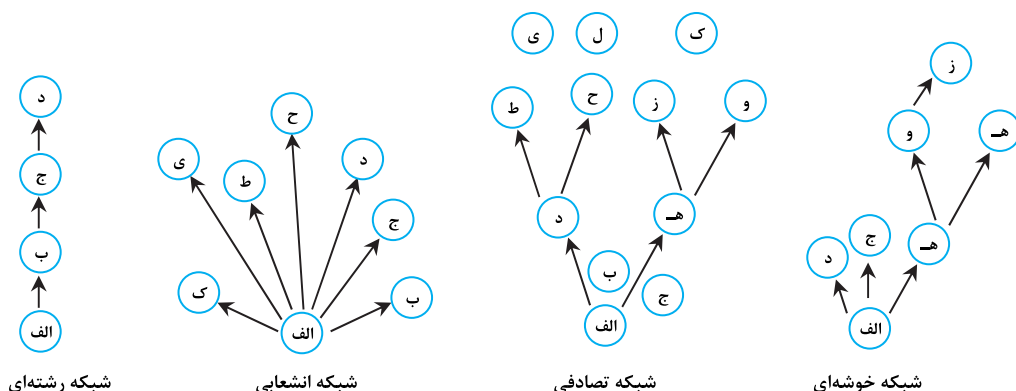 ز
و
هـ
هـ
ج
د
الف
شبکه خوشه‌ای
ک
ل
ی
و
ز
ح
ط
هـ
د
ب
ج
الف
شبکه تصادفی
ح
د
ی
ط
ج
ب
ک
الف
شبکه انشعابی
د
ج
ب
الف
شبکه رشته‌ای